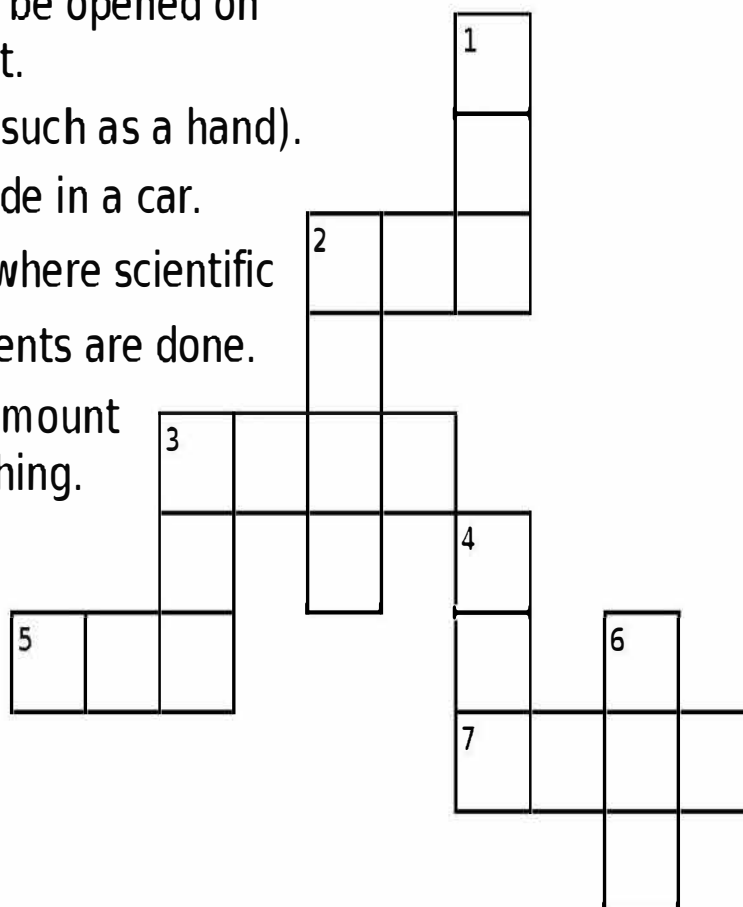 be opened on
t.
such as a hand).
de in a car.
where scientific
ents are done.
mount
hing.
1
2
3
4
5
6
7